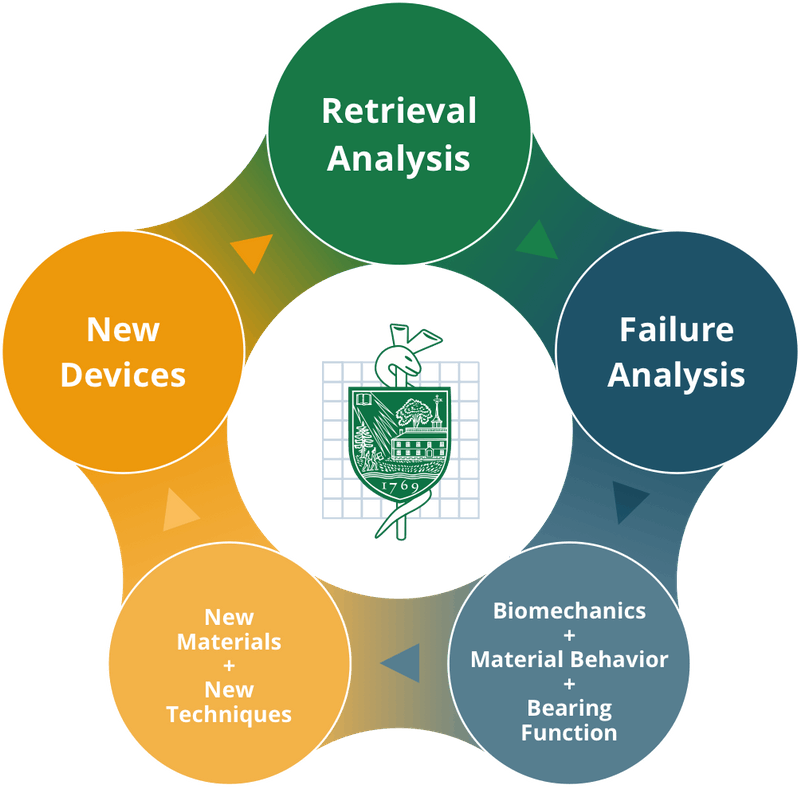 Retrieval
Analysis
Failure
Analysis
Biomechanics
+
Material Behavior
+
Bearing
Function
New
Materials
+
New
Techniques
New
Devices
1769